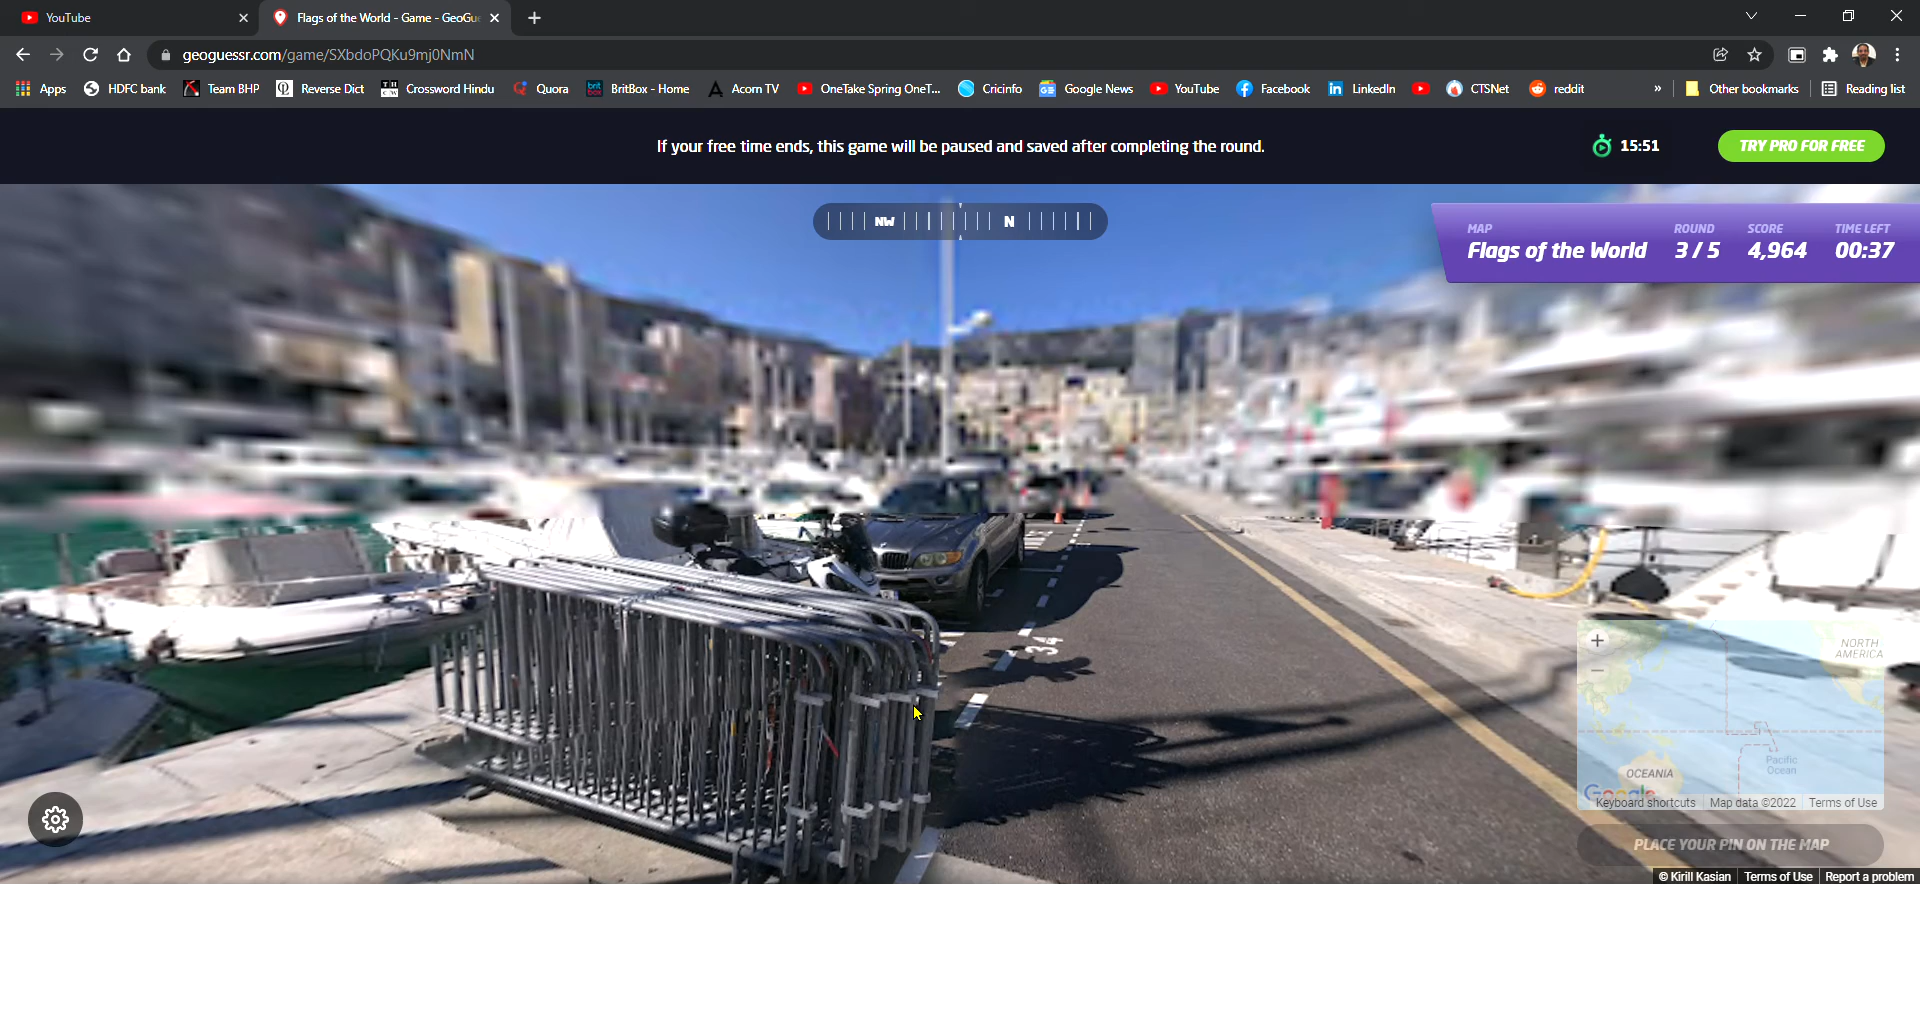 YouTube
Flags of the World - Game - GeoGue
geoguessr.com/game/SXbdoPQKu9mj0NmN
Apps HDFC bank Team BHP Reverse Dict Crossword Hindu Quora BritBox - Home Acorn TV OneTake Spring OneT... Cricinfo Google News YouTube Facebook LinkedIn CTSNet reddit » Other bookmarks Reading list
If your free time ends, this game will be paused and saved after completing the round.
15:51
TRY PRO FOR FREE
NW N
MAP ROUND SCORE TIME LEFT
Flags of the World 3 / 5 4,964 00:37
34
NORTH
AMERICA
Pacific
Ocean
OCEANIA
Google
Keyboard shortcuts Map data ©2022 Terms of Use
PLACE YOUR PIN ON THE MAP
© Kirill Kasian Terms of Use Report a problem